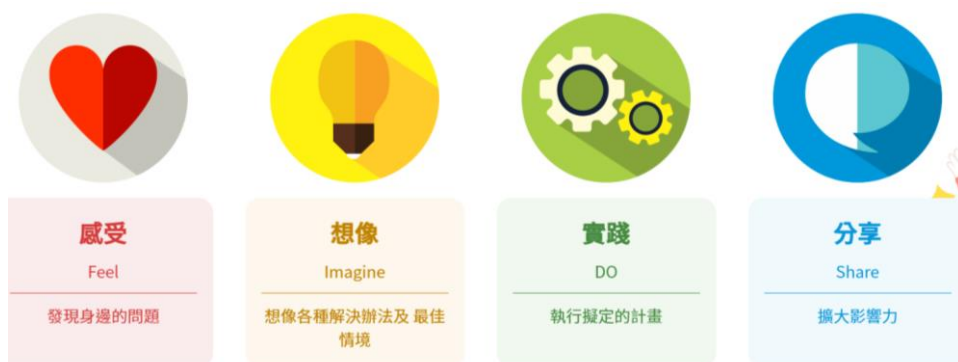 感受
Feel
發現身邊的問題
想像
Imagine
想像各種解決辦法及 最佳
情境
實踐
DO
執行擬定的計畫
分享
Share
擴大影響力